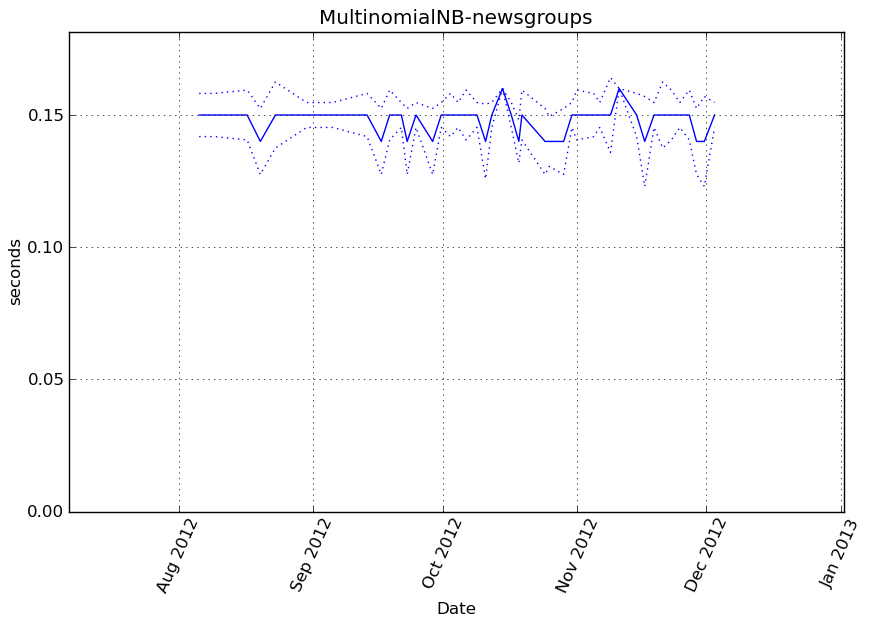 MultinomialNB-newsgroups
seconds
0.15
0.10
0.05
0.00
Aug 2012
Sep 2012
Oct 2012
Nov 2012
Dec 2012
Jan 2013
Date